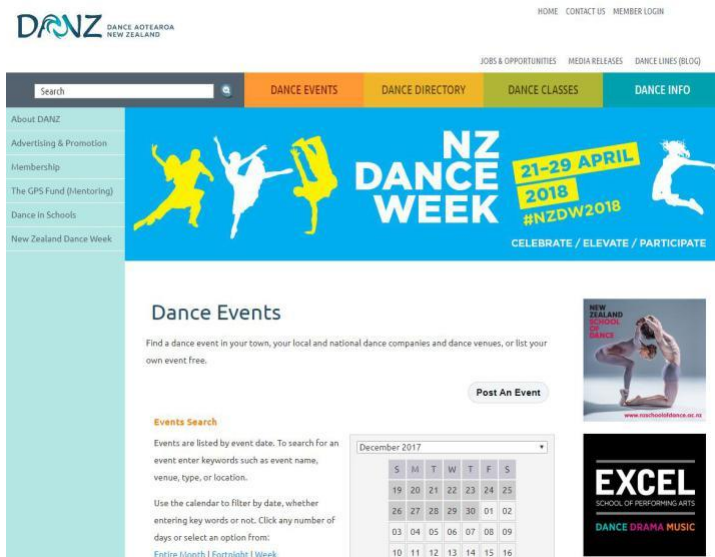 HOME CONTACT US MEMBER LOGIN
DANZ DANCE AOTEAROA
NEW ZEALAND
JOBS & OPPORTUNITIES MEDIA RELEASES DANCE LINES (BLOG)
Search DANCE EVENTS DANCE DIRECTORY DANCE CLASSES DANCE INFO
About DANZ
Advertising & Promotion
Membership
The GPS Fund (Mentoring)
Dance in Schools
New Zealand Dance Week
NZ
DANCE
WEEK
21-29 APRIL
2018
#NZDW2018
CELEBRATE / ELEVATE / PARTICIPATE
Dance Events
Find a dance event in your town, your local and national dance companies and dance venues, or list your
own event free.
Post An Event
Events Search
Events are listed by event date. To search for an
event enter keywords such as event name,
venue, type, or location.
Use the calendar to filter by date, whether
entering key words or not. Click any number of
days or select an option from:
Entire Month | Fortnight | Week
December 2017
S M T W T F S
19 20 21 22 23 24 25
26 27 28 29 30 01 02
03 04 05 06 07 08 09
10 11 12 13 14 15 16
NEW
ZEALAND
SCHOOL
OF
DANCE
www.nzschoolofdance.ac.nz
EXCEL
SCHOOL OF PERFORMING ARTS
DANCE DRAMA MUSIC